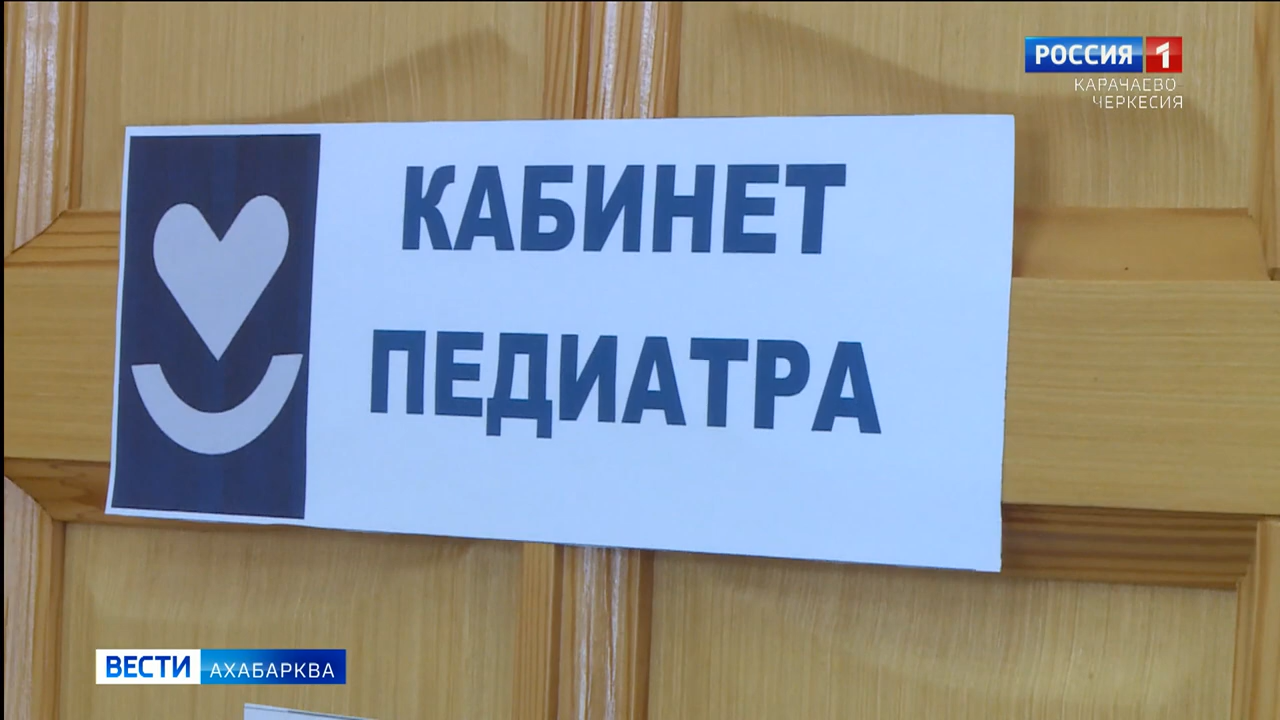 РОССИЯ 1
КАРАЧАЕВО
ЧЕРКЕСИЯ
КАБИНЕТ
ПЕДИАТРА
ВЕСТИ АХАБАРКВА